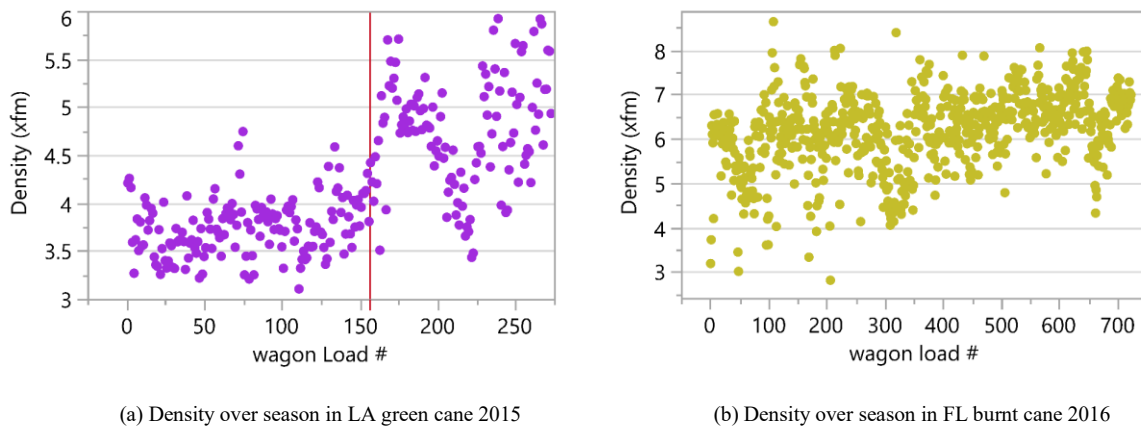 6
5.5
5
4.5
4
3.5
3
Density (xfm)
0 50 100 150 200 250
wagon Load #
(a) Density over season in LA green cane 2015
8
7
6
5
4
3
Density (xfm)
0 100 200 300 400 500 600 700
wagon load #
(b) Density over season in FL burnt cane 2016